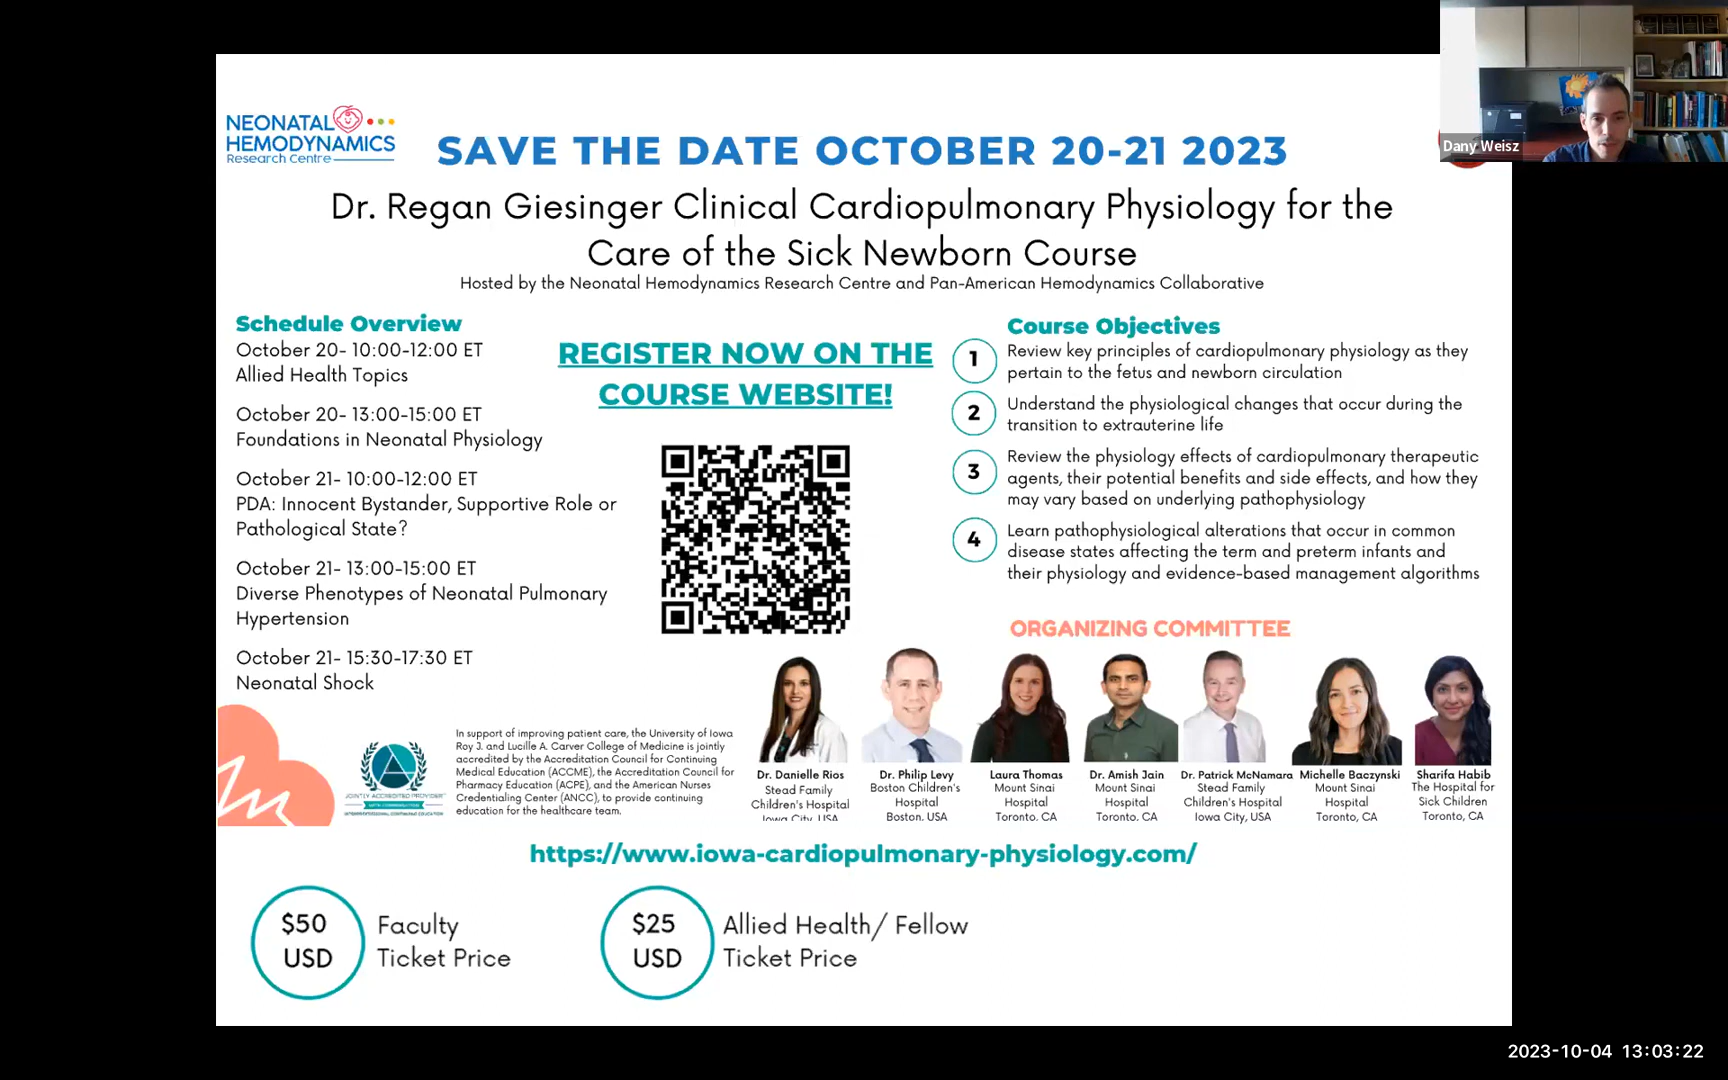 Dany Weisz
NEONATAL
HEMODYNAMICS
Research Centre
SAVE THE DATE OCTOBER 20-21 2023
Dr. Regan Giesinger Clinical Cardiopulmonary Physiology for the
Care of the Sick Newborn Course
Hosted by the Neonatal Hemodynamics Research Centre and Pan-American Hemodynamics Collaborative
Schedule Overview
October 20- 10:00-12:00 ET
Allied Health Topics
October 20- 13:00-15:00 ET
Foundations in Neonatal Physiology
October 21- 10:00-12:00 ET
PDA: Innocent Bystander, Supportive Role or
Pathological State?
October 21- 13:00-15:00 ET
Diverse Phenotypes of Neonatal Pulmonary
Hypertension
October 21- 15:30-17:30 ET
Neonatal Shock
REGISTER NOW ON THE
COURSE WEBSITE!
Course Objectives
1
Review key principles of cardiopulmonary physiology as they
pertain to the fetus and newborn circulation
2
Understand the physiological changes that occur during the
transition to extrauterine life
3
Review the physiology effects of cardiopulmonary therapeutic
agents, their potential benefits and side effects, and how they
may vary based on underlying pathophysiology
4
Learn pathophysiological alterations that occur in common
disease states affecting the term and preterm infants and
their physiology and evidence-based management algorithms
ORGANIZING COMMITTEE
Dr. Danielle Rios
Stead Family
Children's Hospital
Iowa City, USA
Dr. Philip Levy
Boston Children's
Hospital
Boston, USA
Laura Thomas
Mount Sinai
Hospital
Toronto, CA
Dr. Amish Jain
Mount Sinai
Hospital
Toronto, CA
Dr. Patrick McNamara
Stead Family
Children's Hospital
Iowa City, USA
Michelle Baczynski
Mount Sinai
Hospital
Toronto, CA
Sharifa Habib
The Hospital for
Sick Children
Toronto, CA
JOINTLY ACCREDITED PROVIDER
WITH COMMENDATION
INTERPROFESSIONAL CONTINUING EDUCATION
In support of improving patient care, the University of Iowa
Roy J. and Lucille A. Carver College of Medicine is jointly
accredited by the Accreditation Council for Continuing
Medical Education (ACCME), the Accreditation Council for
Pharmacy Education (ACPE), and the American Nurses
Credentialing Center (ANCC), to provide continuing
education for the healthcare team.
https://www.iowa-cardiopulmonary-physiology.com/
$50
USD
Faculty
Ticket Price
$25
USD
Allied Health/ Fellow
Ticket Price
2023-10-04 13:03:22